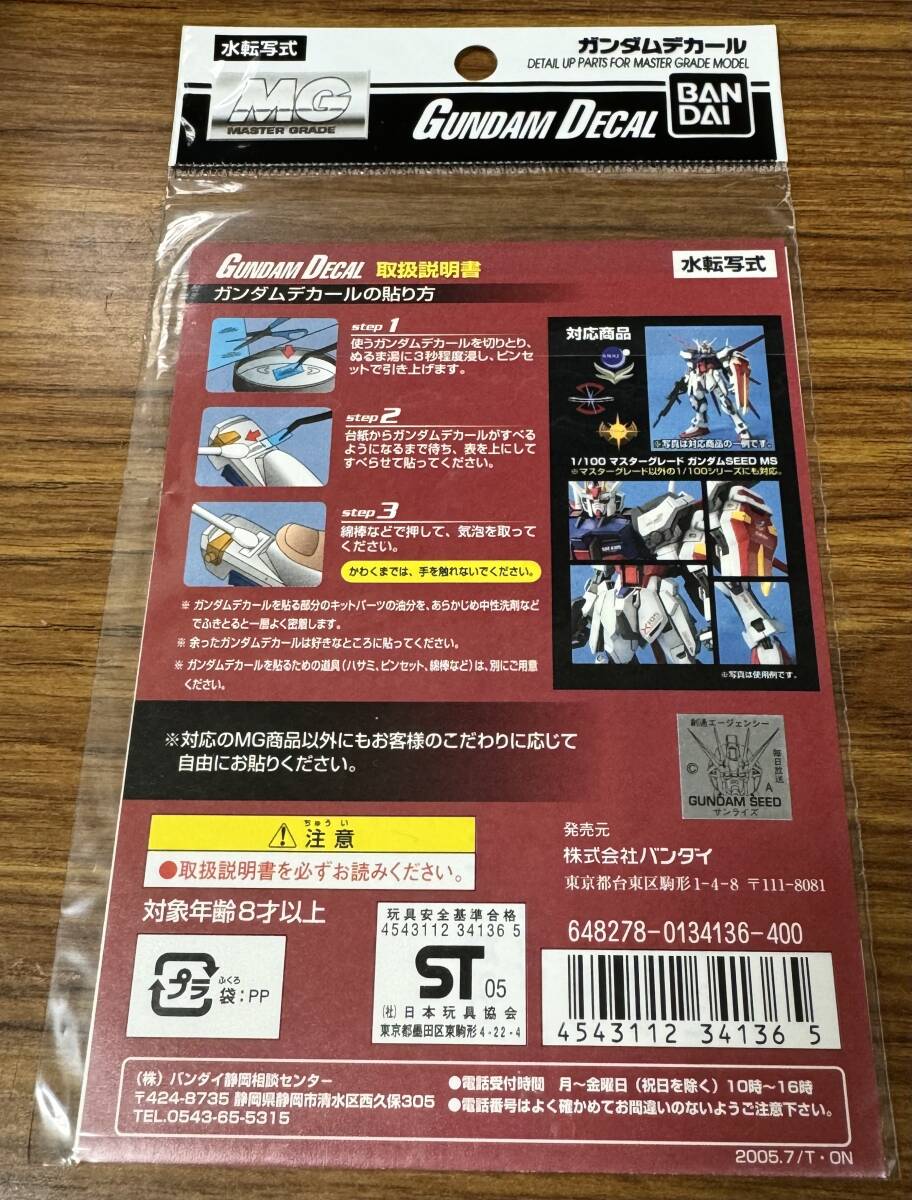 水転写式
ガンダムデカール
DETAIL UP PARTS FOR MASTER GRADE MODEL
MG
MASTER GRADE
GUNDAM DECAL
BAN
DAI
GUNDAM DECAL 取扱説明書
水転写式
ガンダムデカールの貼り方
step 1
使うガンダムデカールを切りとり、
ぬるま湯に3秒程度浸し、ピンセ
ットで引き上げます。
step 2
台紙からガンダムデカールがすべる
ようになるまで待ち、表を上にして
すべらせて貼ってください。
step 3
綿棒などで押して、気泡を取って
ください。
かわくまでは、手を触れないでください。
※ ガンダムデカールを貼る部分のキットパーツの油分を、あらかじめ中性洗剤など
でふきとると一層よく密着します。
※ 余ったガンダムデカールは好きなところに貼ってください。
※ ガンダムデカールを貼るための道具(ハサミ、ピンセット、綿棒など)は、別にご用意
ください。
対応商品
※写真は対応商品の一例です。
1/100 マスターグレード ガンダムSEED MS
※マスターグレード以外の1/100シリーズにも対応。
※写真は使用例です。
※対応のMG商品以外にもお客様のこだわりに応じて
自由にお貼りください。
創通エージェンシー
毎日放送
©
A
GUNDAM SEED
サンライズ
ちゅうい
注意
●取扱説明書を必ずお読みください。
発売元
株式会社バンダイ
東京都台東区駒形1-4-8 〒111-8081
対象年齢8才以上
プラ
ふくろ
袋:PP
玩具安全基準合格
4543112 34136 5
ST 05
(社) 日本玩具協会
東京都墨田区東駒形4-22-4
648278-0134136-400
4543112 34136 5
(株) バンダイ静岡相談センター
〒424-8735 静岡県静岡市清水区西久保305
TEL.0543-65-5315
●電話受付時間 月～金曜日(祝日を除く)10時～16時
●電話番号はよく確かめてお間違いのないようご注意下さい。
2005.7/T・ON